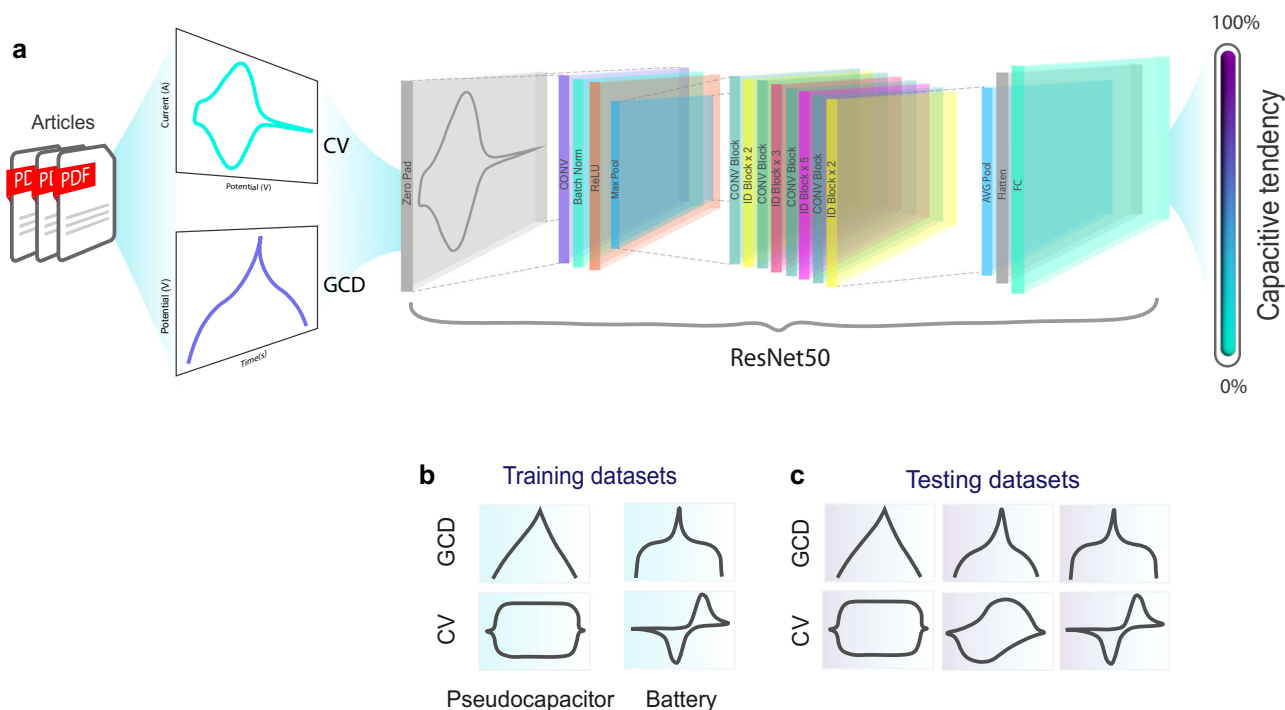 a
Articles
PDF
PDF
PDF
Current (A)
Potential (V)
CV
Potential (V)
Time(s)
GCD
Zero Pad
CONV
Batch Norm
ReLU
Max Pool
CONV Block
ID Block x 2
CONV Block
ID Block x 3
CONV Block
ID Block x 5
CONV Block
ID Block x 2
AVG Pool
Flatten
FC
ResNet50
100%
Capacitive tendency
0%
b
Training datasets
GCD
CV
Pseudocapacitor
Battery
c
Testing datasets
GCD
CV